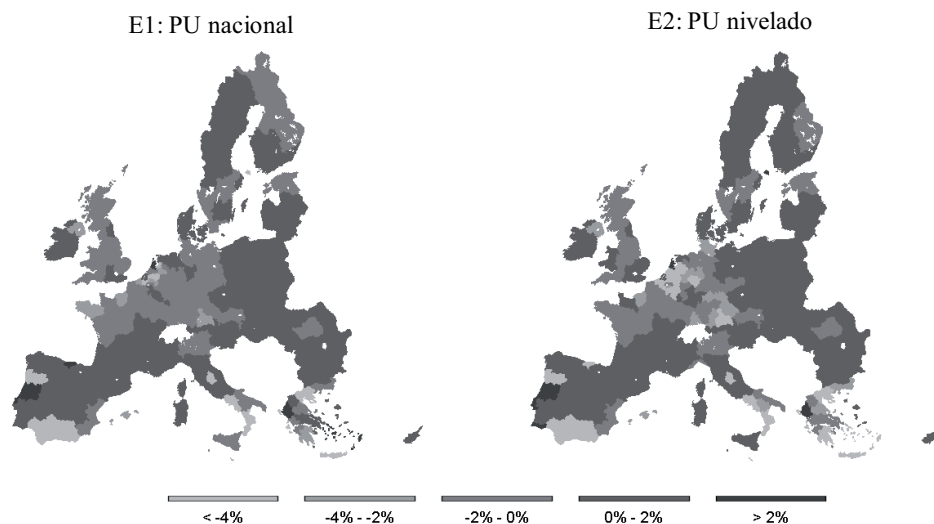 E1: PU nacional
E2: PU nivelado
< -4%
-4% - -2%
-2% - 0%
0% - 2%
> 2%